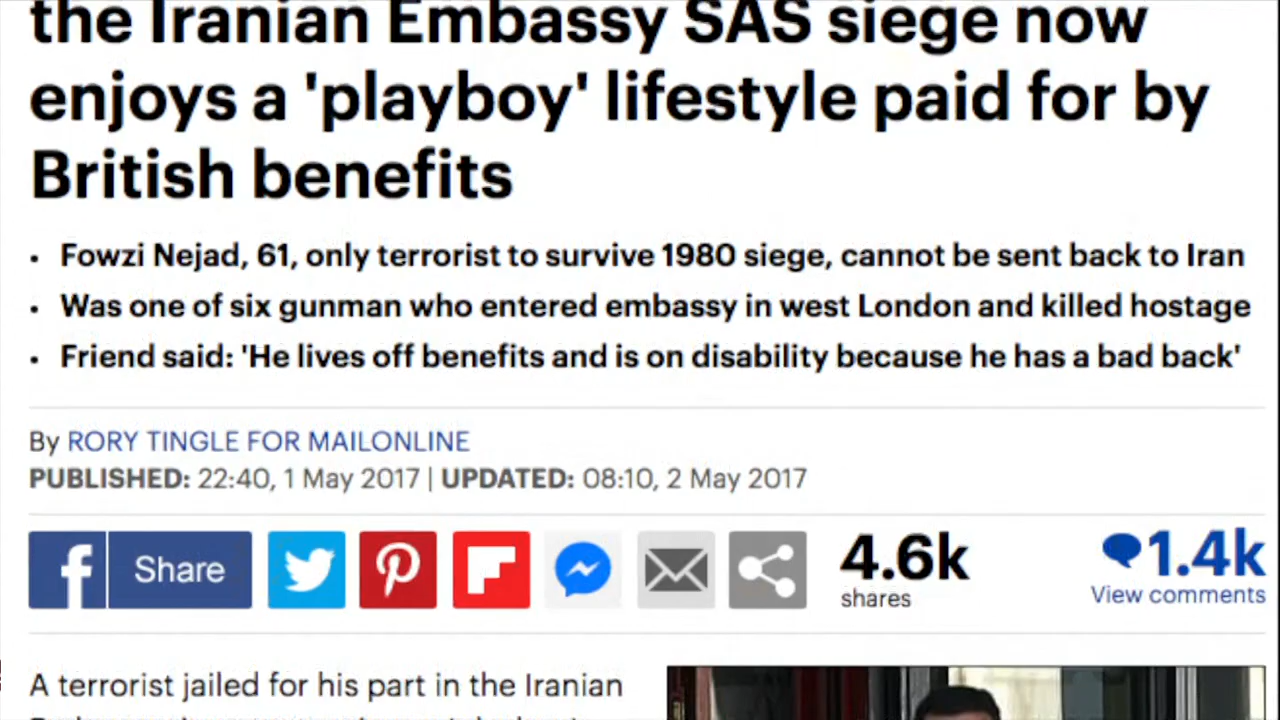 the Iranian Embassy SAS siege now
enjoys a 'playboy' lifestyle paid for by
British benefits
• Fowzi Nejad, 61, only terrorist to survive 1980 siege, cannot be sent back to Iran
• Was one of six gunman who entered embassy in west London and killed hostage
• Friend said: 'He lives off benefits and is on disability because he has a bad back'
By RORY TINGLE FOR MAILONLINE
PUBLISHED: 22:40, 1 May 2017 | UPDATED: 08:10, 2 May 2017
Share
4.6k
shares
1.4k
View comments
A terrorist jailed for his part in the Iranian